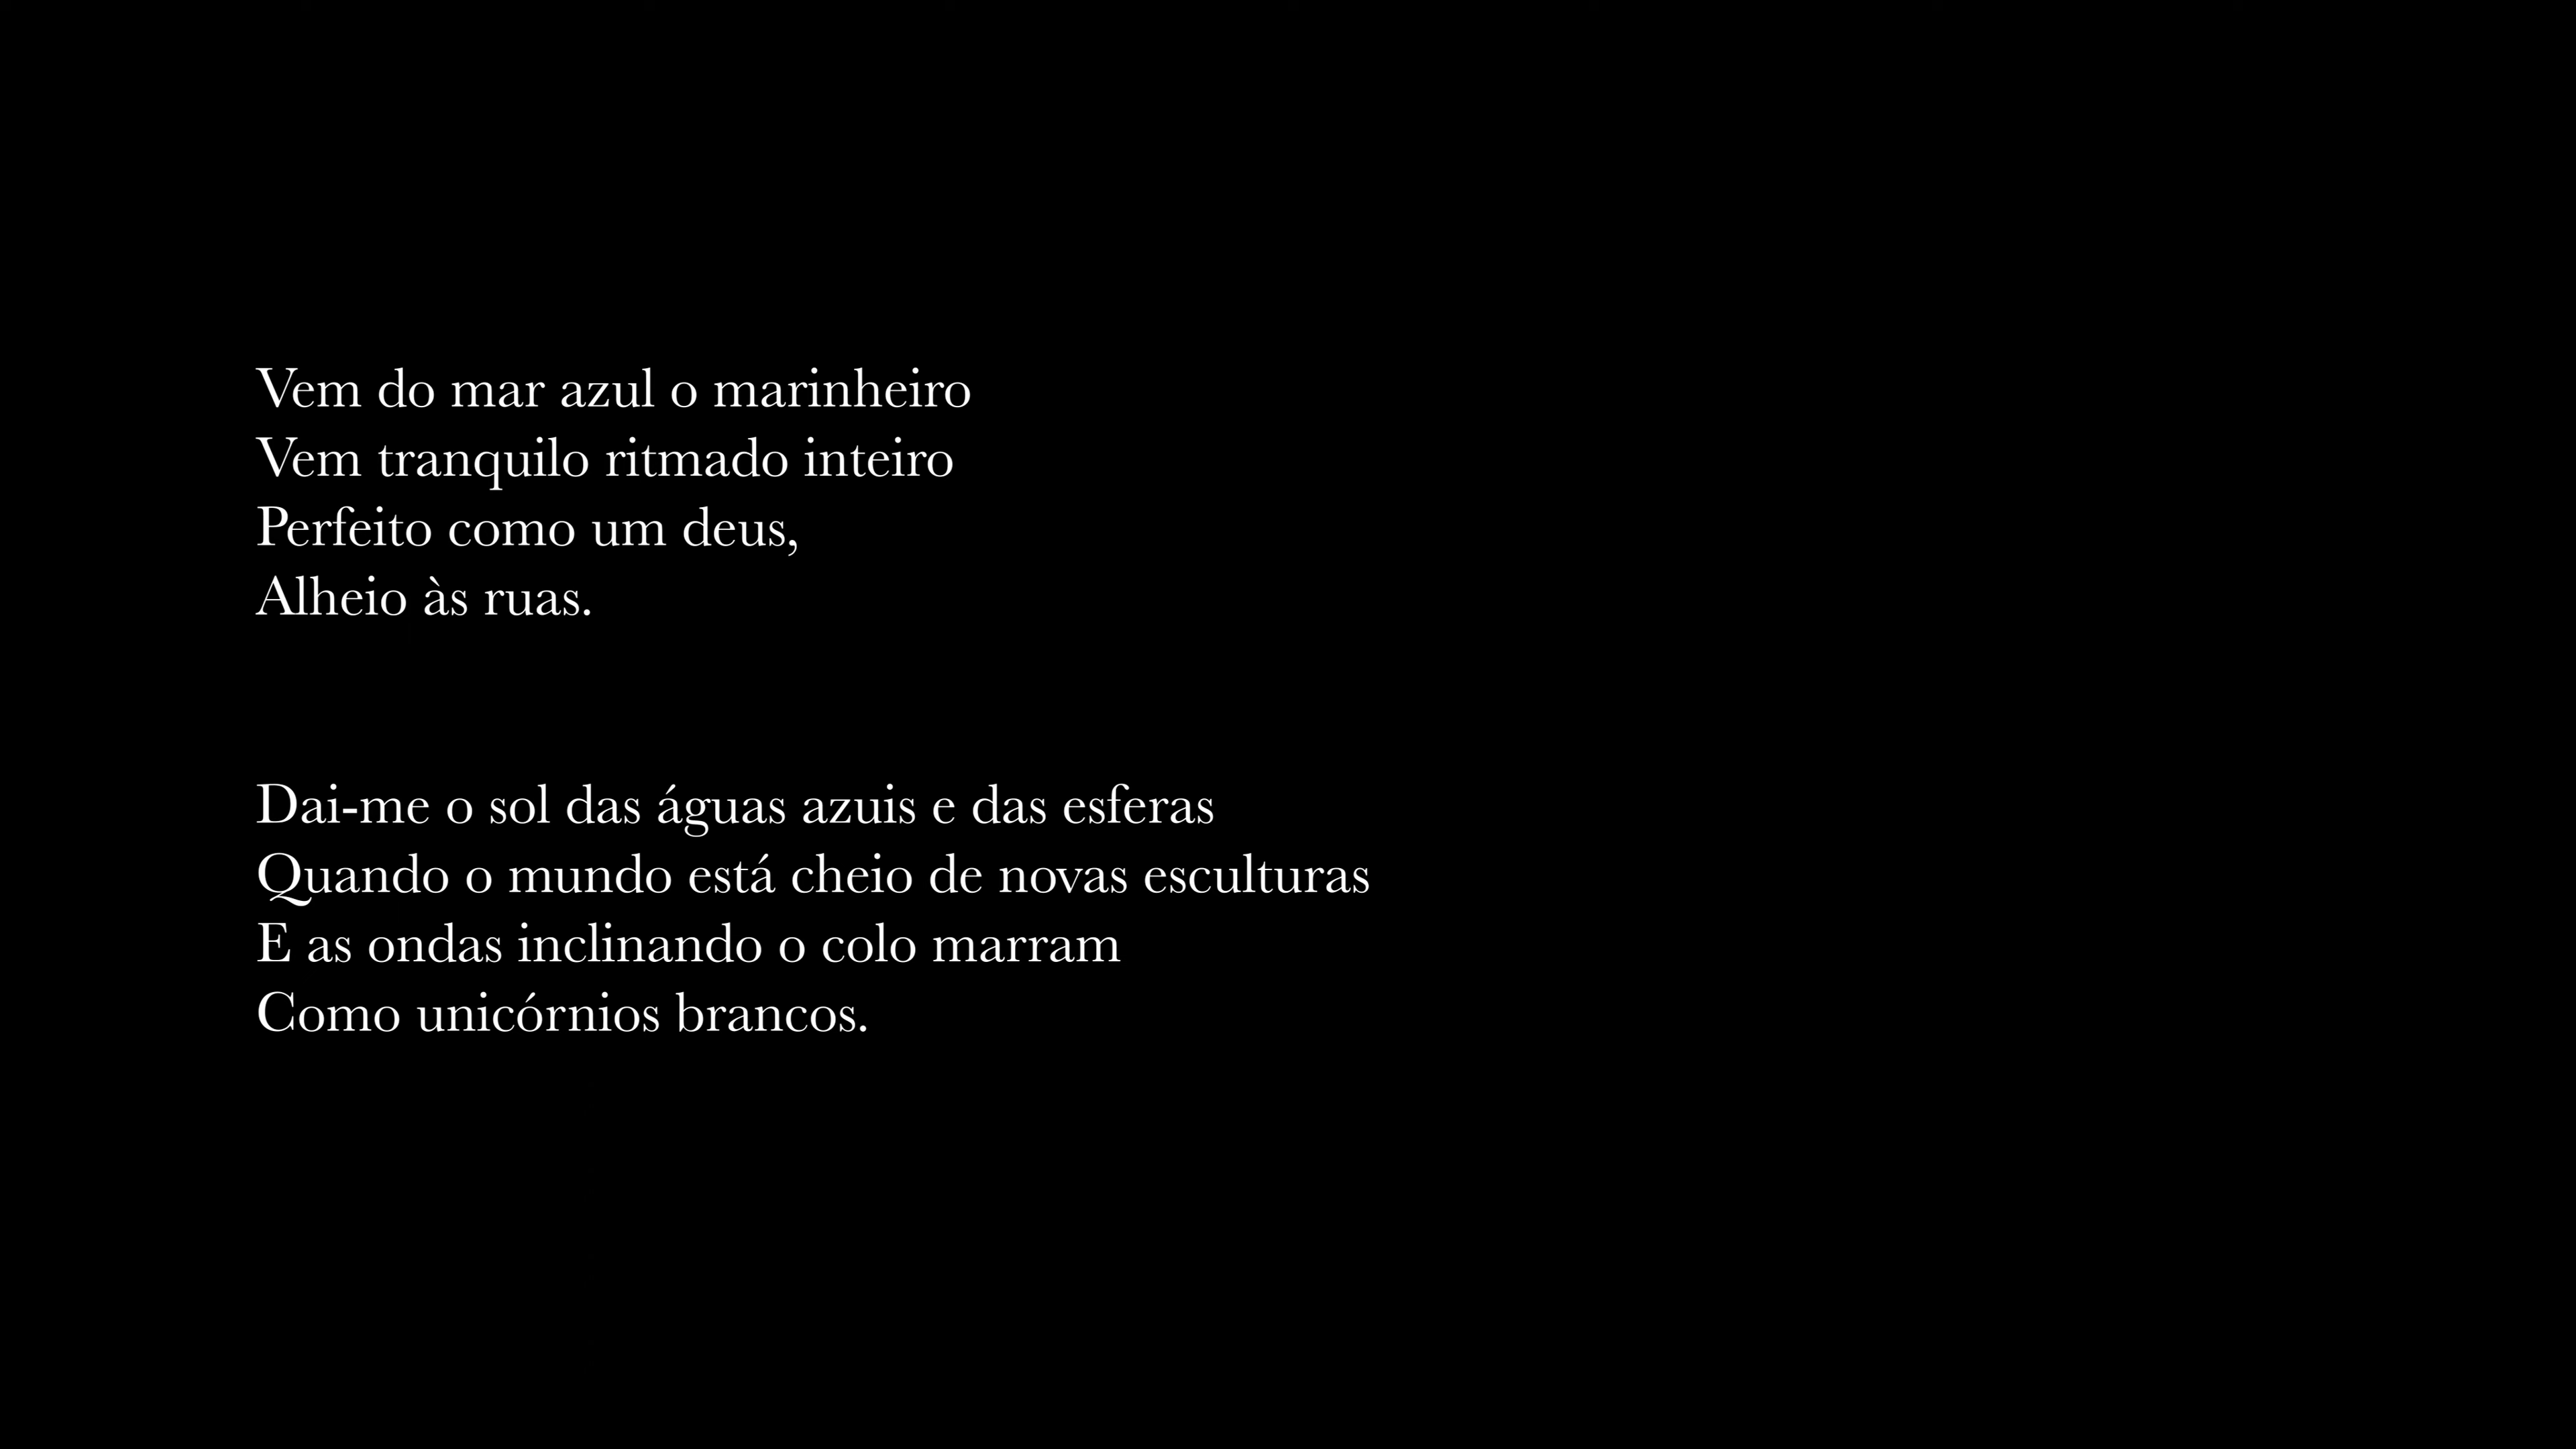 Vem do mar azul o marinheiro
Vem tranquilo ritmado inteiro
Perfeito como um deus,
Alheio às ruas.
Dai-me o sol das águas azuis e das esferas
Quando o mundo está cheio de novas esculturas
E as ondas inclinando o colo marram
Como unicórnios brancos.